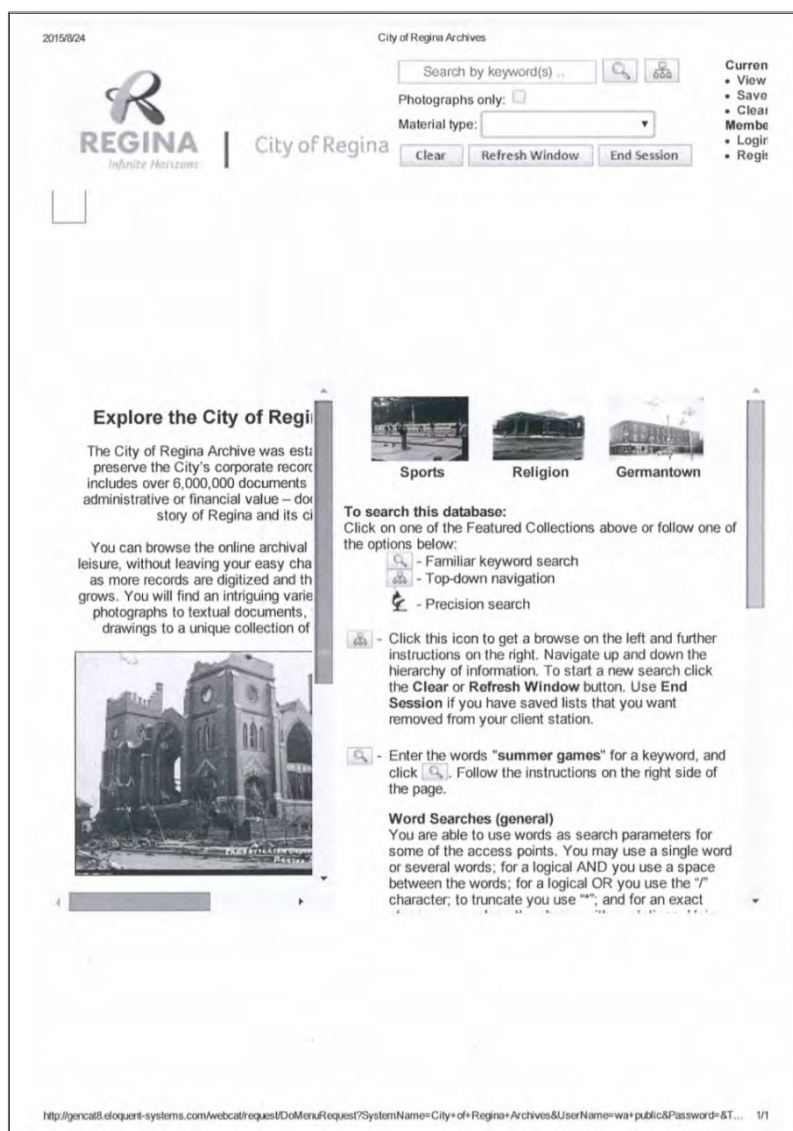 2015/8/24
City of Regina Archives
REGINA
Infinite Horizons
City of Regina
Search by keyword(s) ..
Photographs only:
Material type:
Clear
Refresh Window
End Session
Curren
• View
• Save
• Clear
Membe
• Login
• Regis
Explore the City of Regi
The City of Regina Archive was esta
preserve the City's corporate record
includes over 6,000,000 documents
administrative or financial value – doc
story of Regina and its ci
You can browse the online archival
leisure, without leaving your easy cha
as more records are digitized and th
grows. You will find an intriguing varie
photographs to textual documents,
drawings to a unique collection of
Sports
Religion
Germantown
To search this database:
Click on one of the Featured Collections above or follow one of
the options below:
- Familiar keyword search
- Top-down navigation
- Precision search
- Click this icon to get a browse on the left and further
instructions on the right. Navigate up and down the
hierarchy of information. To start a new search click
the Clear or Refresh Window button. Use End
Session if you have saved lists that you want
removed from your client station.
- Enter the words "summer games" for a keyword, and
click . Follow the instructions on the right side of
the page.
Word Searches (general)
You are able to use words as search parameters for
some of the access points. You may use a single word
or several words; for a logical AND you use a space
between the words; for a logical OR you use the "/"
character; to truncate you use "*"; and for an exact
http://gencat8.eloquent-systems.com/webcat/request/DoMenuRequest?SystemName=City+of+Regina+Archives&UserName=wa+public&Password=&T...
1/1